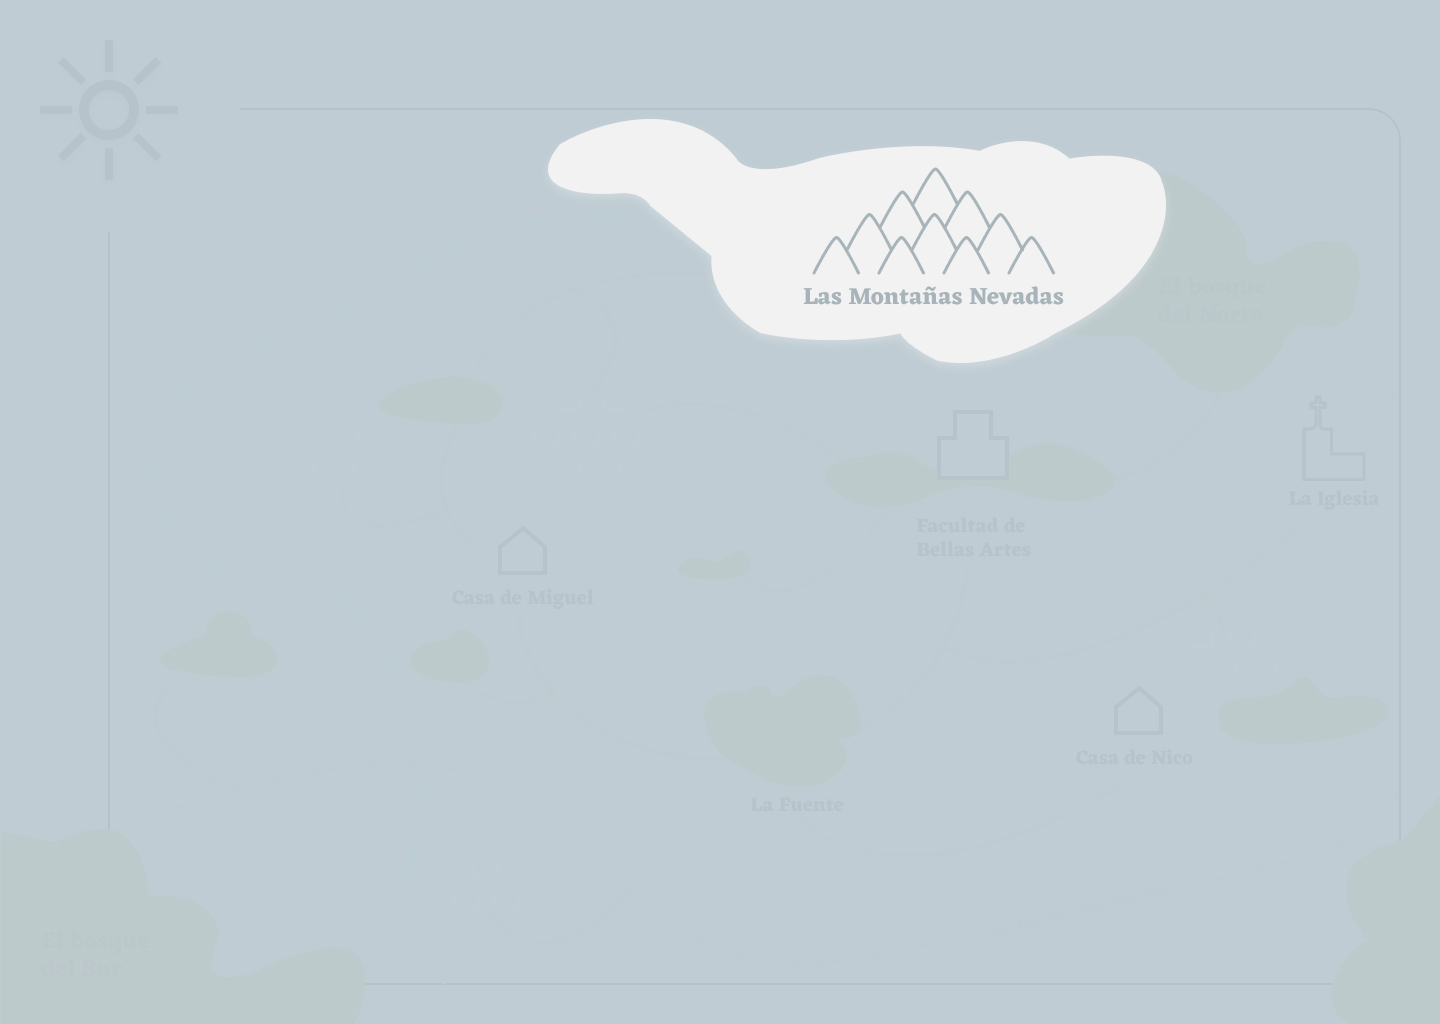 Las Montañas Nevadas
El bosque
del Norte
La Iglesia
Facultad de
Bellas Artes
Casa de Miguel
Casa de Nico
La Fuente
El bosque
del Sur